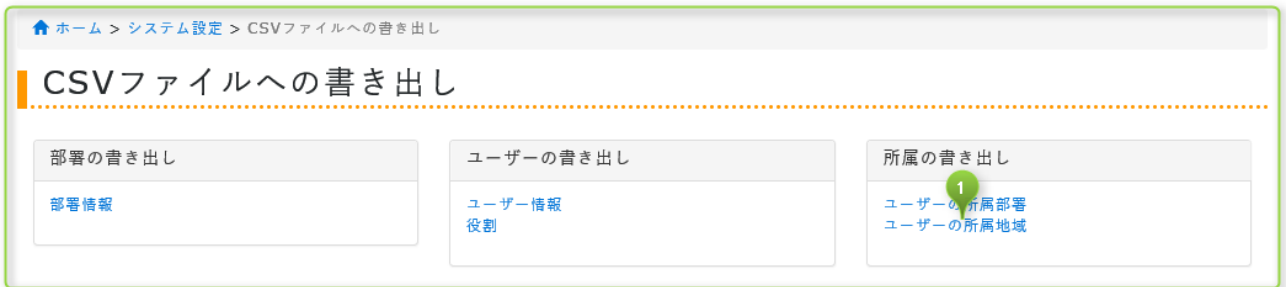 ホーム > システム設定 > CSVファイルへの書き出し
CSVファイルへの書き出し
部署の書き出し
部署情報
ユーザーの書き出し
ユーザー情報
役割
所属の書き出し
1
ユーザーの所属部署
ユーザーの所属地域